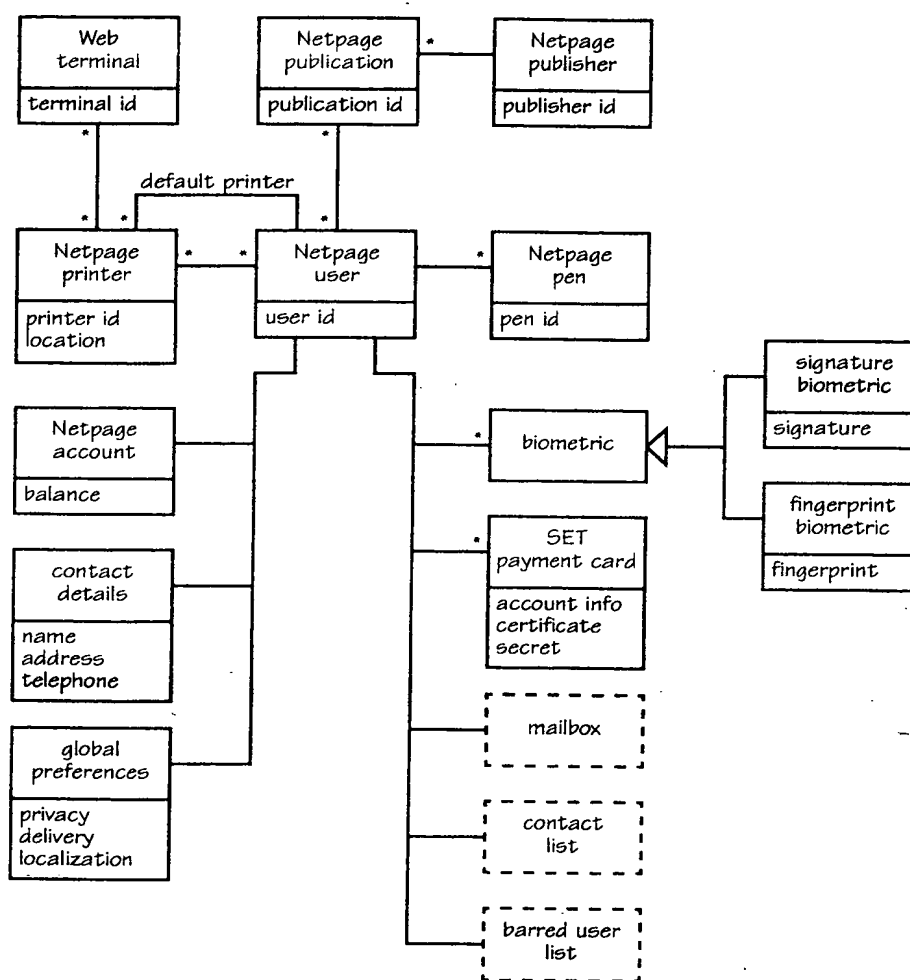 Web
terminal
terminal id
Netpage
publication
publication id
*
Netpage
publisher
publisher id
*
*
default printer
*
*
*
Netpage
printer
printer id
location
*
*
Netpage
user
user id
*
Netpage
pen
pen id
Netpage
account
balance
contact
details
name
address
telephone
global
preferences
privacy
delivery
localization
*
biometric
signature
biometric
signature
fingerprint
biometric
fingerprint
*
SET
payment card
account info
certificate
secret
mailbox
contact
list
barred user
list